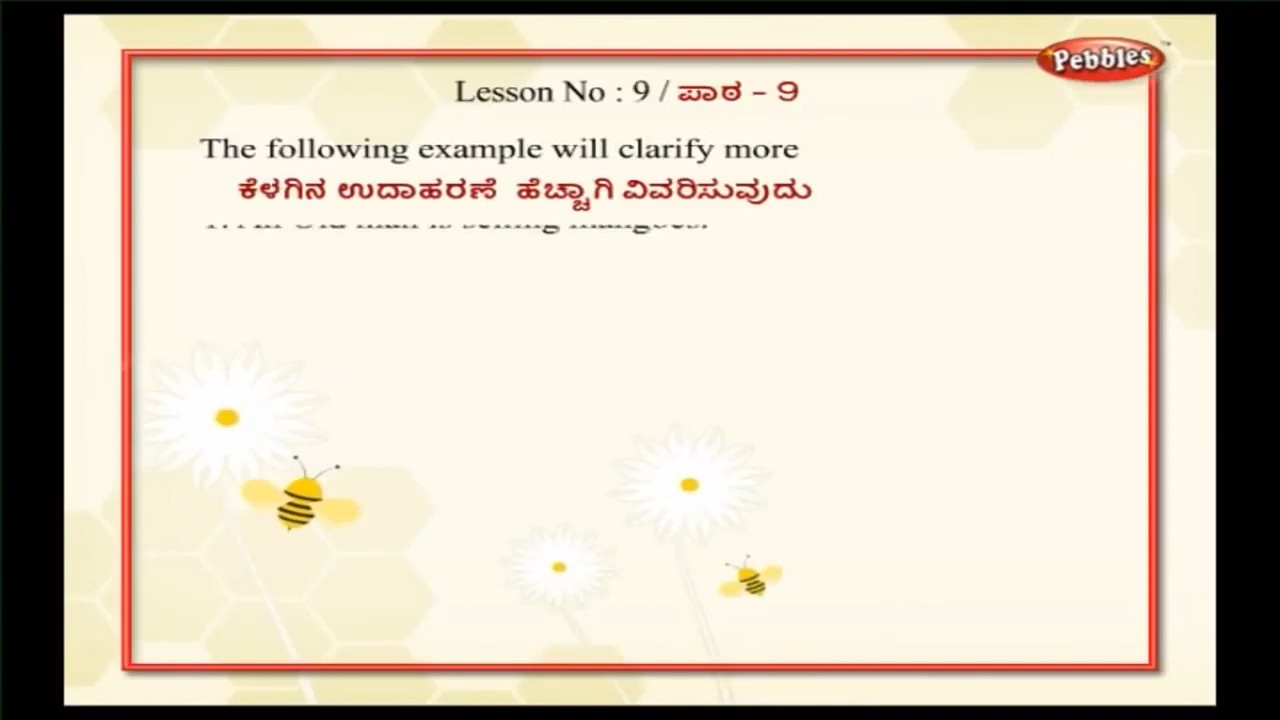 Pebbles
Lesson No : 9 / ಪಾಠ - 9
The following example will clarify more
ಕೆಳಗಿನ ಉದಾಹರಣೆ ಹೆಚ್ಚಾಗಿ ವಿವರಿಸುವುದು